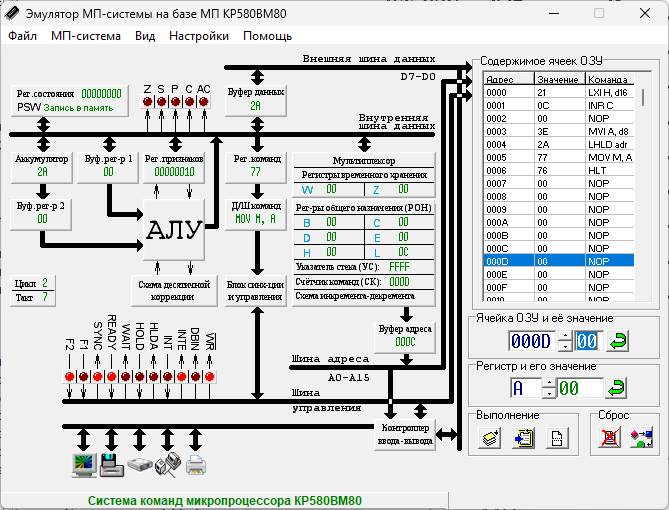 Эмулятор МП-системы на базе МП КР580ВМ80
Файл МП-система Вид Настройки Помощь
Внешняя шина данных
D7-D0
Рег.состояния 00000000
PSW Запись в память
Z S P C AC
Буфер данных
2A
Внутренняя
шина данных
Аккумулятор
2A
Буф.рег-р 1
00
Рег.признаков
00000010
Рег.команд
77
Буф.рег-р 2
00
АЛУ
Д/Ш команд
MOV M, A
Схема десятичной
коррекции
Блок синх-ции
и управления
Цикл 2
Такт 7
Мультиплексор
Регистры временного хранения
W 00 Z 00
Рег-ры общего назначения (РОН)
B 00 C 00
D 00 E 00
H 00 L 0C
Указатель стека (УС): FFFF
Счётчик команд (СК): 000D
Схема инкремента-декремента
Буфер адреса
000C
F2 F1 SYNC READY WAIT HOLD HLDA INT INTE DBIN WR
Шина адреса
A0-A15
Шина
управления
Контроллер
ввода-вывода
Система команд микропроцессора КР580ВМ80
Содержимое ячеек ОЗУ
Адрес Значение Команда
0000 21 LXI H, d16
0001 0C INR C
0002 00 NOP
0003 3E MVI A, d8
0004 2A LHLD adr
0005 77 MOV M, A
0006 76 HLT
0007 00 NOP
0008 00 NOP
0009 00 NOP
000A 00 NOP
000B 00 NOP
000C 00 NOP
000D 00 NOP
000E 00 NOP
000F 00 NOP
0010 00 NOP
Ячейка ОЗУ и её значение
000D 00
Регистр и его значение
A 00
Выполнение
Сброс